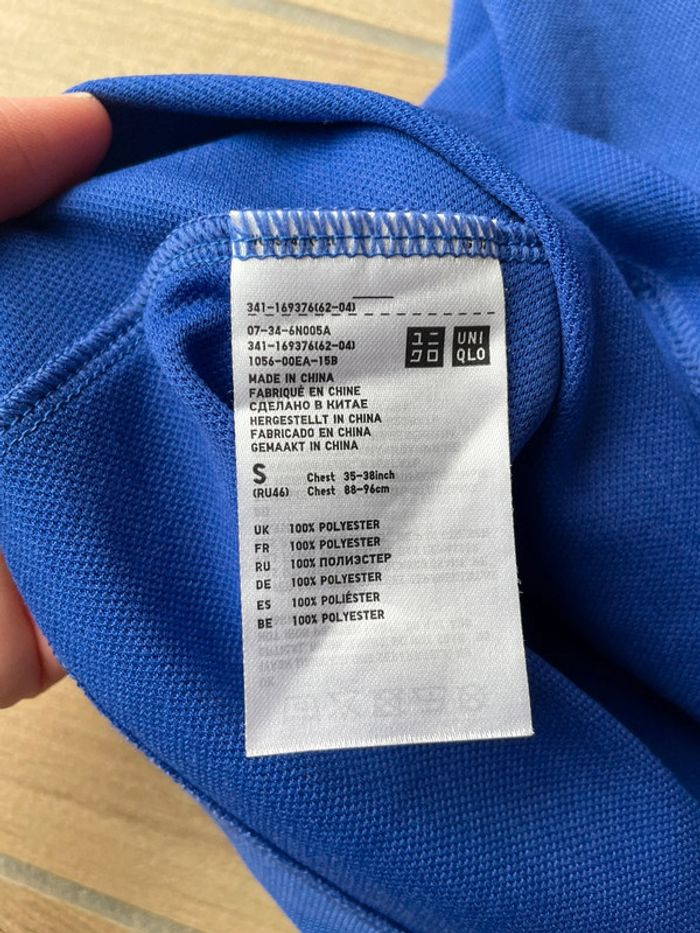 341-169376(62-04)
07-34-6N005A
341-169376(62-04)
1056-00EA-15B
ユニ
クロ
UNI
QLO
MADE IN CHINA
FABRIQUÉ EN CHINE
СДЕЛАНО В КИТАЕ
HERGESTELLT IN CHINA
FABRICADO EN CHINA
GEMAAKT IN CHINA
S Chest 35-38inch
(RU46) Chest 88-96cm
UK 100% POLYESTER
FR 100% POLYESTER
RU 100% ПОЛИЭСТЕР
DE 100% POLYESTER
ES 100% POLIÉSTER
BE 100% POLYESTER